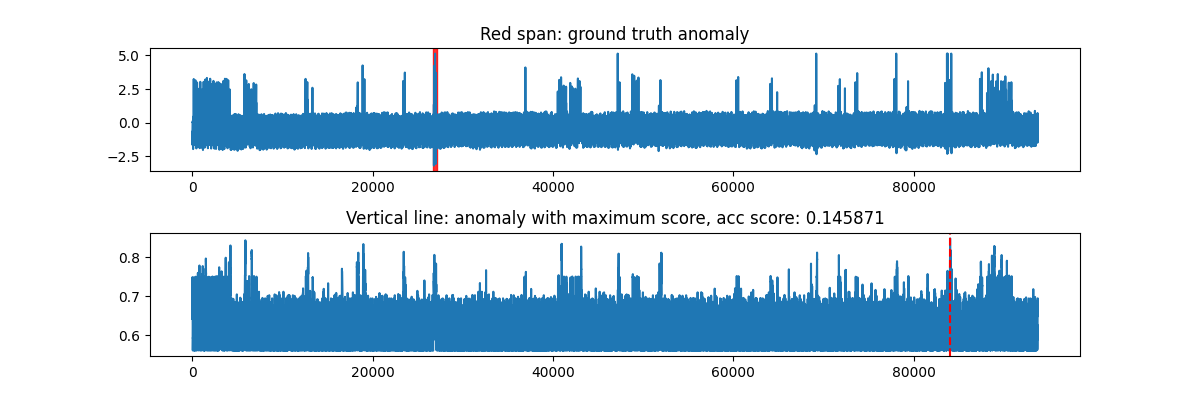 Red span: ground truth anomaly
5.0
2.5
0.0
−2.5
0 20000 40000 60000 80000
Vertical line: anomaly with maximum score, acc score: 0.145871
0.8
0.7
0.6
0 20000 40000 60000 80000